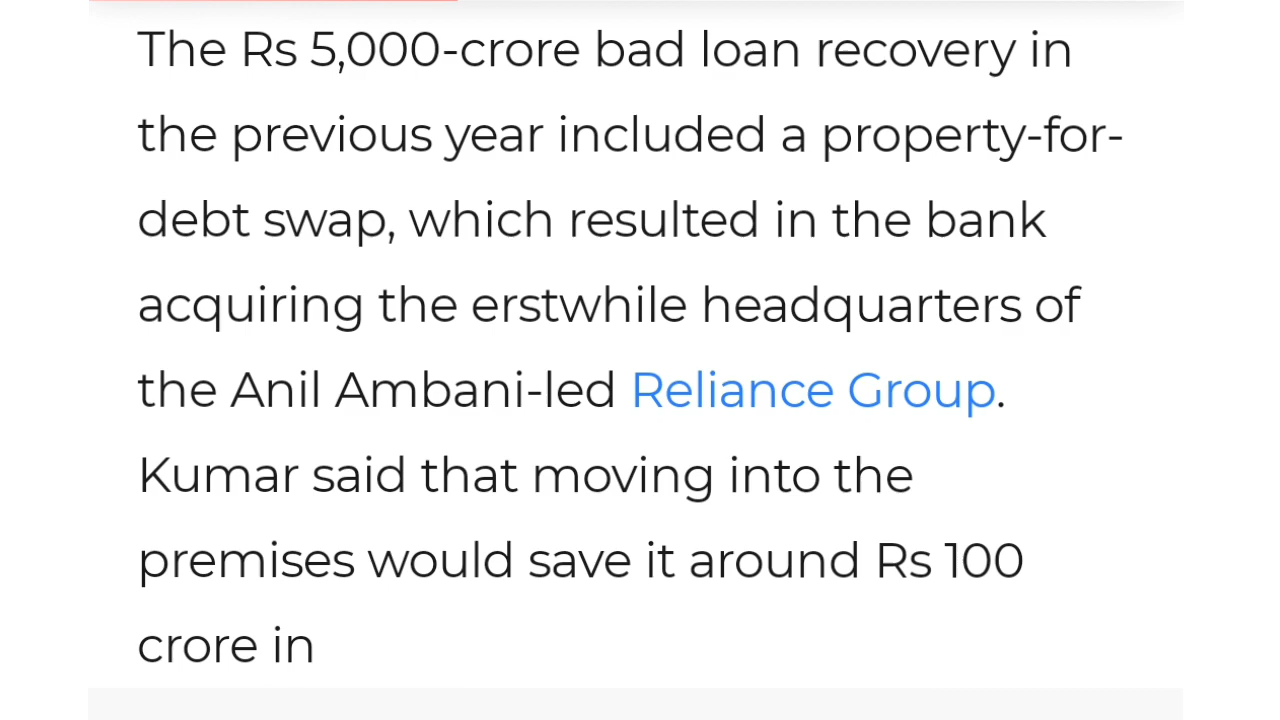 The Rs 5,000-crore bad loan recovery in
the previous year included a property-for-
debt swap, which resulted in the bank
acquiring the erstwhile headquarters of
the Anil Ambani-led Reliance Group.
Kumar said that moving into the
premises would save it around Rs 100
crore in